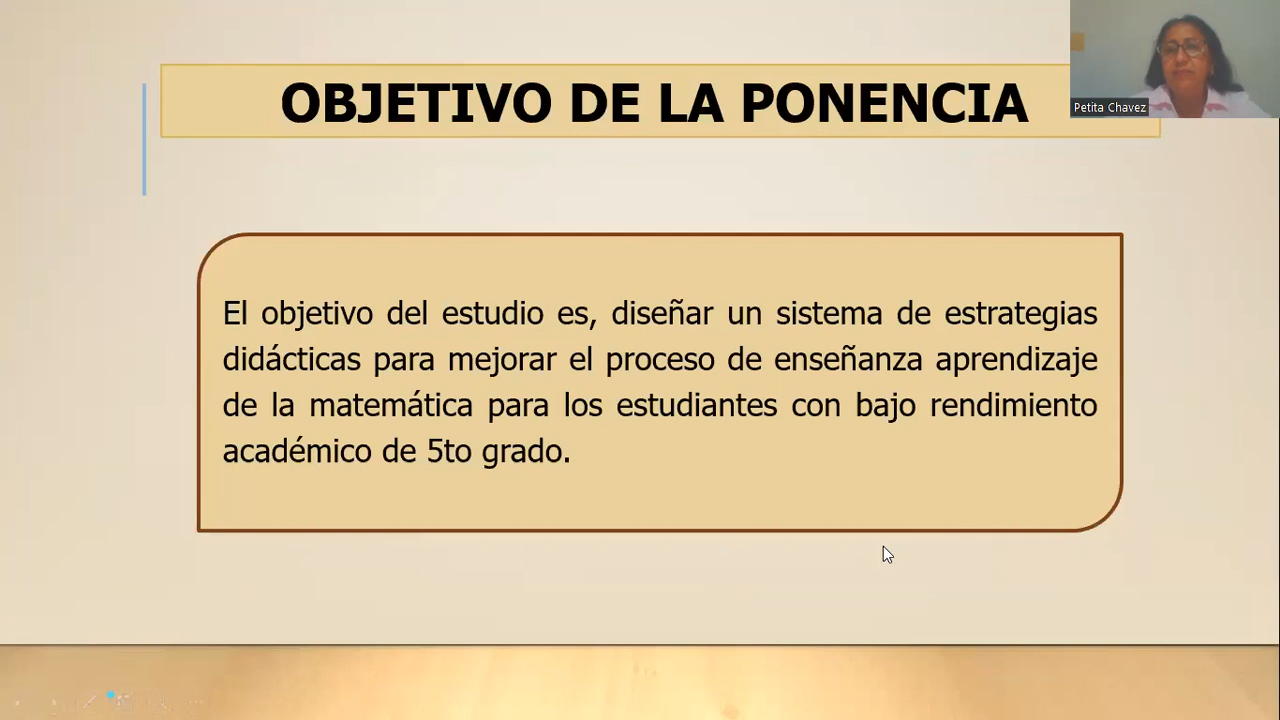 OBJETIVO DE LA PONENCIA
Petita Chavez
El objetivo del estudio es, diseñar un sistema de estrategias
didácticas para mejorar el proceso de enseñanza aprendizaje
de la matemática para los estudiantes con bajo rendimiento
académico de 5to grado.